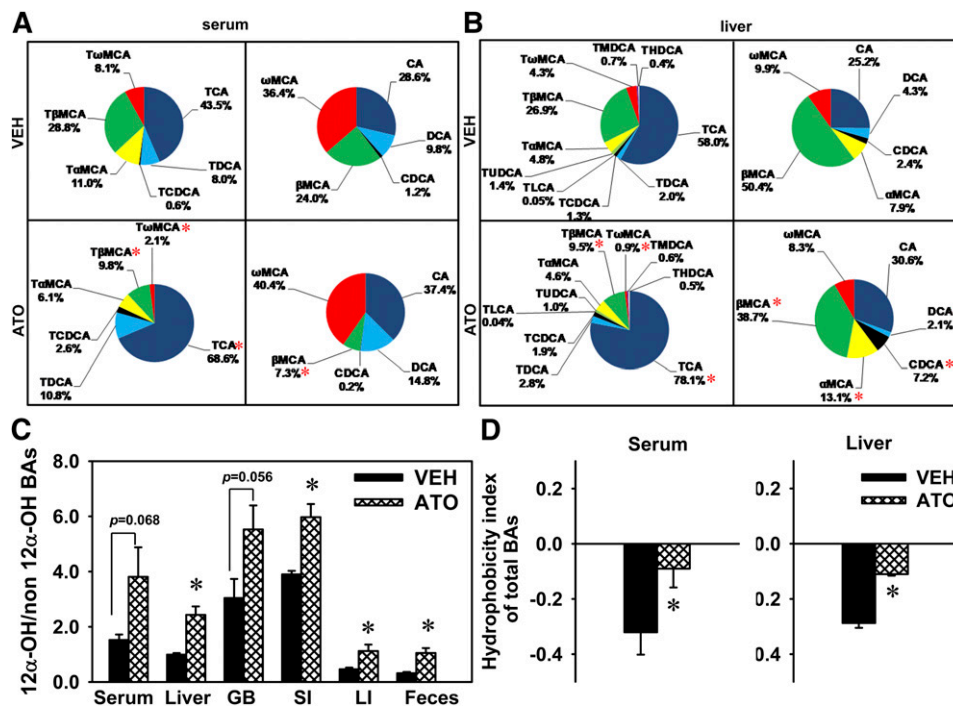 A
serum
VEH
TωMCA
8.1%
TβMCA
28.8%
TαMCA
11.0%
TCDCA
0.6%
TDCA
8.0%
TCA
43.5%
ωMCA
36.4%
CA
28.6%
DCA
9.8%
CDCA
1.2%
βMCA
24.0%
ATO
TωMCA*
2.1%
TβMCA*
9.8%
TαMCA
6.1%
TCDCA
2.6%
TDCA
10.8%
TCA*
68.6%
ωMCA
40.4%
CA
37.4%
βMCA
7.3%*
CDCA
0.2%
DCA
14.8%
B
liver
VEH
TMDCA
0.7%
THDCA
0.4%
TωMCA
4.3%
TβMCA
26.9%
TαMCA
4.8%
TUDCA
1.4%
TLCA
0.05%
TCDCA
1.3%
TDCA
2.0%
TCA
58.0%
ωMCA
9.9%
CA
25.2%
DCA
4.3%
CDCA
2.4%
αMCA
7.9%
βMCA
50.4%
ATO
TβMCA
9.5%*
TωMCA
0.9%*
TMDCA
0.6%
THDCA
0.5%
TαMCA
4.6%
TUDCA
1.0%
TLCA
0.04%
TCDCA
1.9%
TDCA
2.8%
TCA
78.1%*
ωMCA
8.3%
CA
30.6%
βMCA*
38.7%
DCA
2.1%
CDCA*
7.2%
αMCA
13.1%*
C
12α-OH/non 12α-OH BAs
8.0
6.0
4.0
2.0
0.0
p=0.068
*
p=0.056
*
*
*
VEH
ATO
Serum Liver GB SI LI Feces
D
Hydrophobicity index
of total BAs
Serum
0.2
0.0
-0.2
-0.4
*
Liver
VEH
ATO
0.2
0.0
0.2
0.4
*